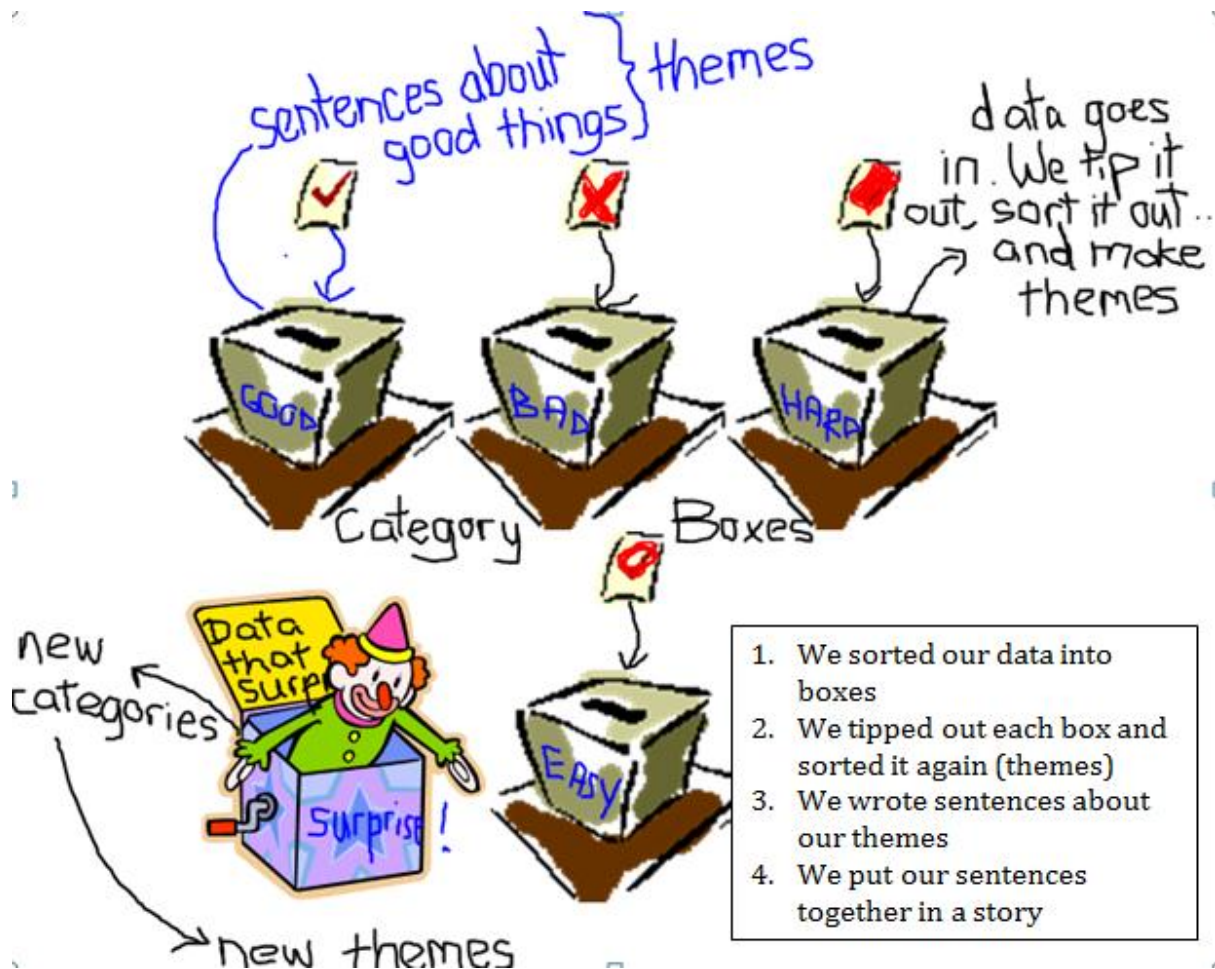 sentences about
good things
themes
data goes
in. We tip it
out, sort it out...
and make
themes
GOOD
BAD
HARD
Category Boxes
Data
that
surpr
new
categories
Surprise!
EASY
new themes
1. We sorted our data into
boxes
2. We tipped out each box and
sorted it again (themes)
3. We wrote sentences about
our themes
4. We put our sentences
together in a story